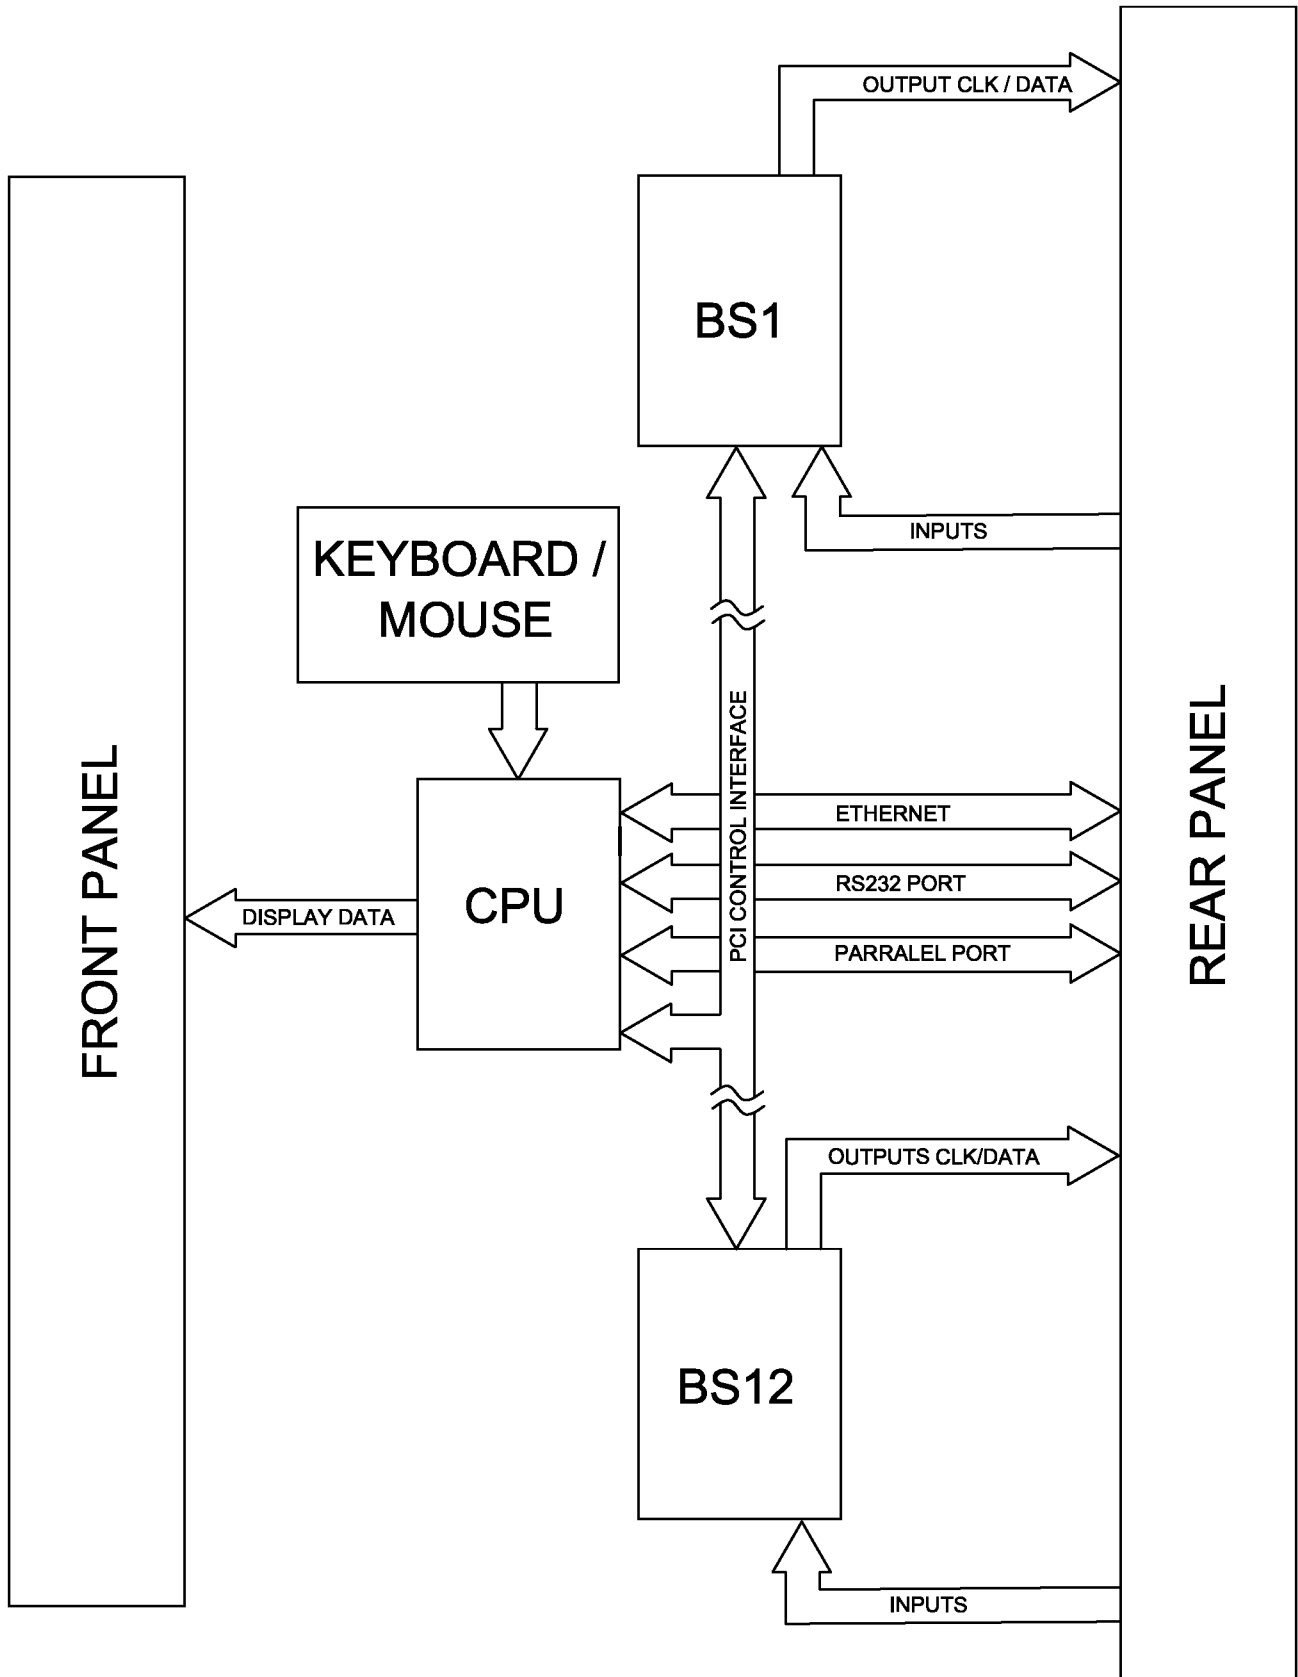 OUTPUT CLK / DATA
BS1
INPUTS
KEYBOARD /
MOUSE
PCI CONTROL INTERFACE
ETHERNET
RS232 PORT
PARRALEL PORT
CPU
DISPLAY DATA
FRONT PANEL
REAR PANEL
OUTPUTS CLK/DATA
BS12
INPUTS